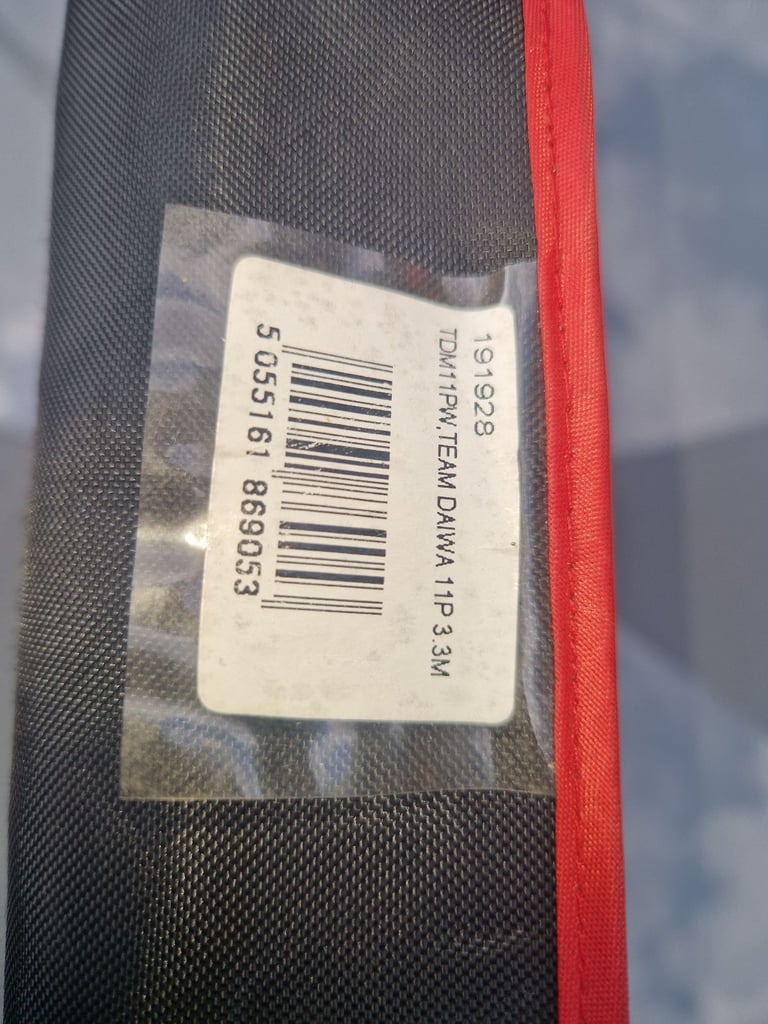 191928
TDM11PW,TEAM DAIWA 11P 3.3M
5 055161 869053